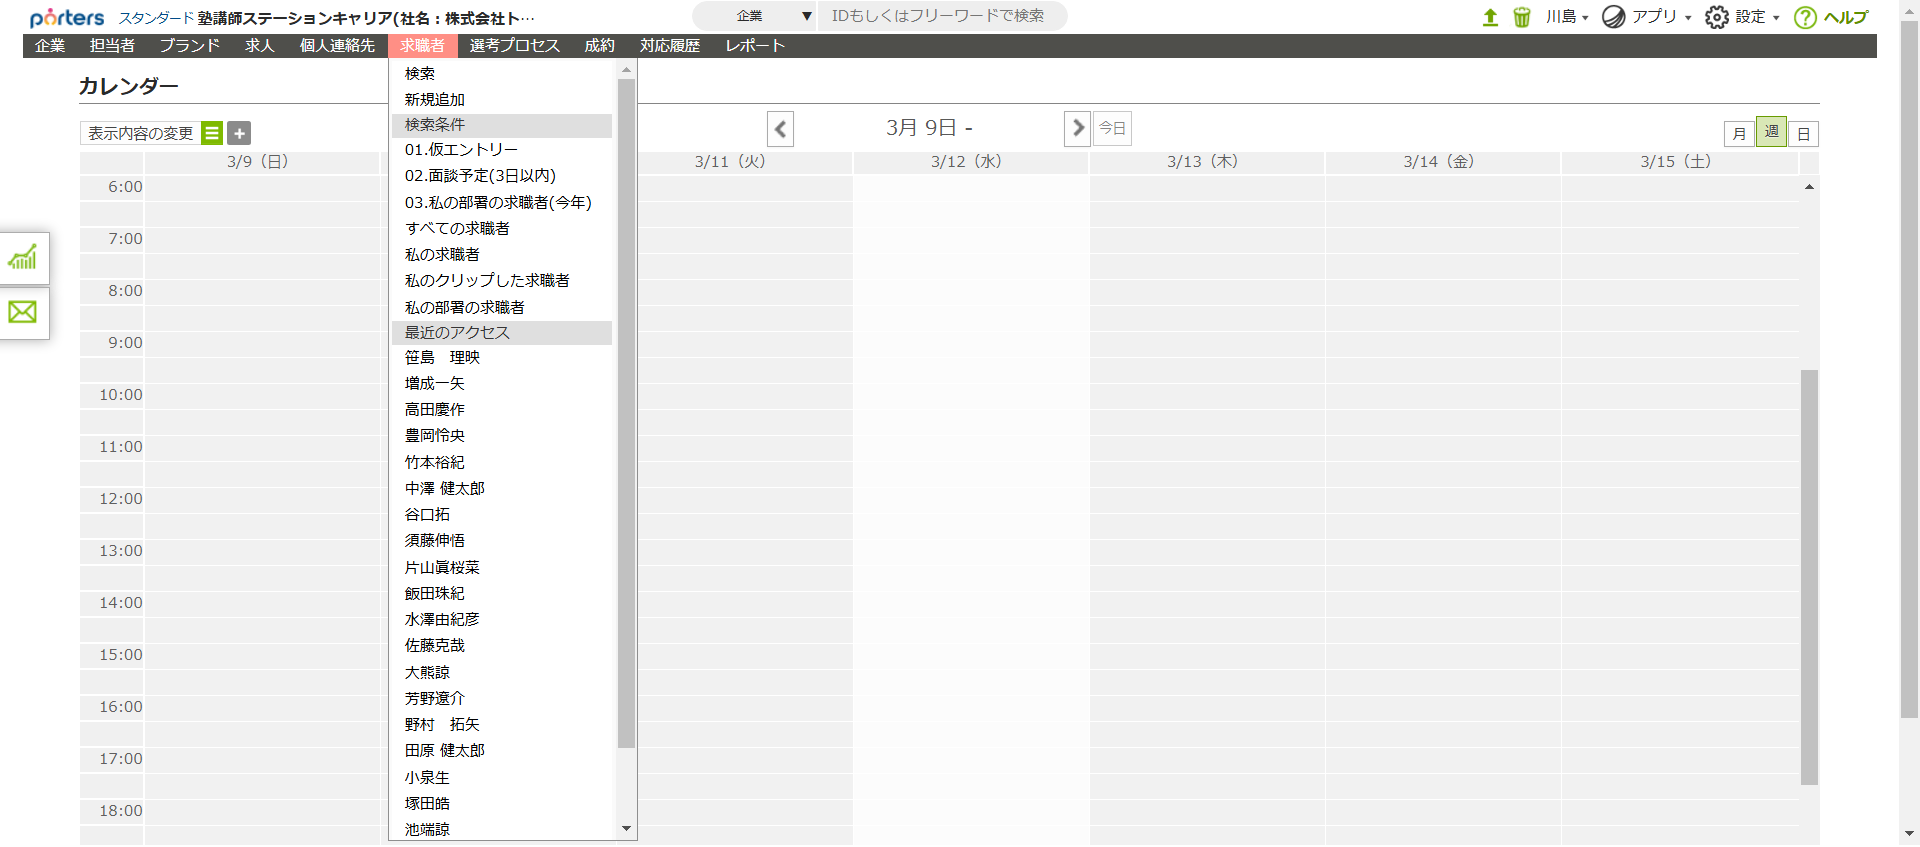 porters スタンダード 塾講師ステーションキャリア(社名：株式会社ト… 企業 ▼ IDもしくはフリーワードで検索 川島 アプリ 設定 ? ヘルプ
企業 担当者 ブランド 求人 個人連絡先 求職者 選考プロセス 成約 対応履歴 レポート
検索
新規追加
検索条件
01.仮エントリー
02.面談予定(3日以内)
03.私の部署の求職者(今年)
すべての求職者
私の求職者
私のクリップした求職者
私の部署の求職者
最近のアクセス
笹島　理映
増成一矢
高田慶作
豊岡怜央
竹本裕紀
中澤 健太郎
谷口拓
須藤伸悟
片山眞桜菜
飯田珠紀
水澤由紀彦
佐藤克哉
大熊諒
芳野遼介
野村　拓矢
田原 健太郎
小泉生
塚田皓
池端諒
カレンダー
表示内容の変更 +
3月 9日 - 今日
月 週 日
3/9（日） 3/11（火） 3/12（水） 3/13（木） 3/14（金） 3/15（土）
6:00
7:00
8:00
9:00
10:00
11:00
12:00
13:00
14:00
15:00
16:00
17:00
18:00